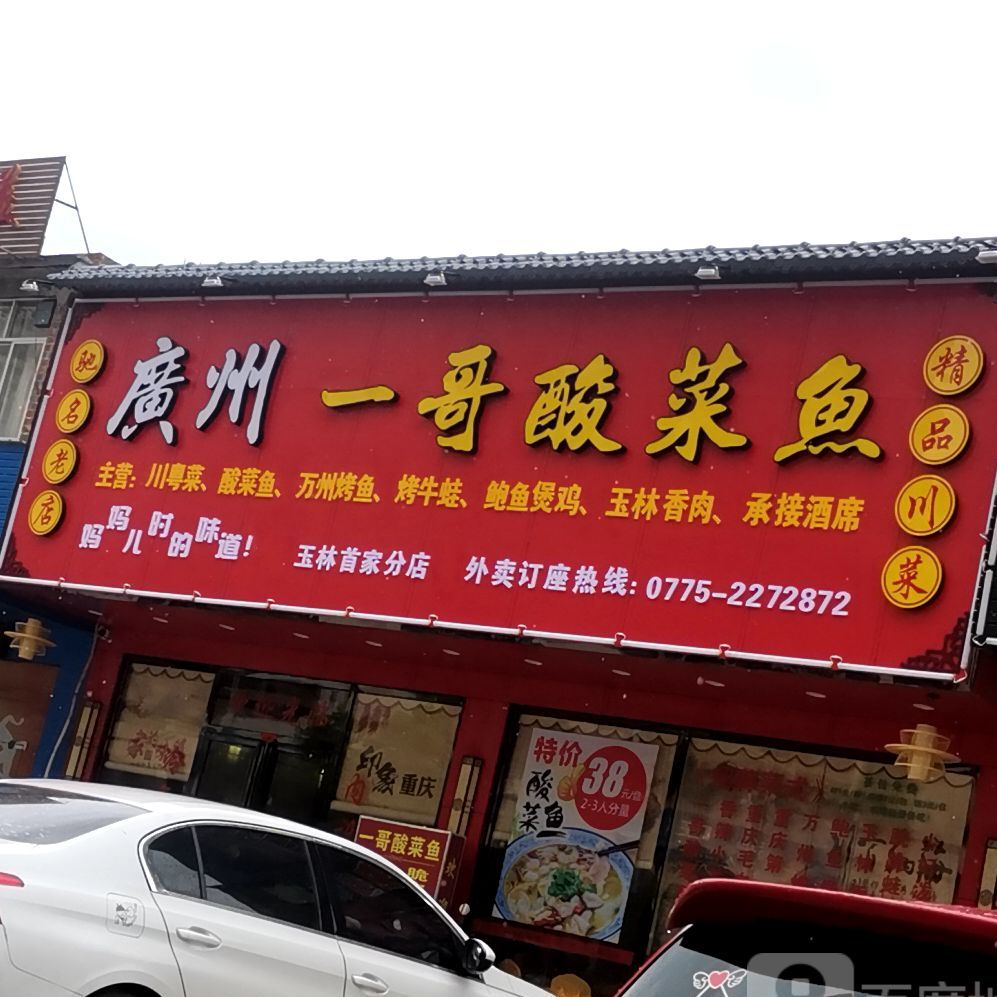 驰名老店
廣州 一哥酸菜魚
精品川菜
主营：川粤菜、酸菜鱼、万州烤鱼、烤牛蛙、鲍鱼煲鸡、玉林香肉、承接酒席
妈妈儿时的味道！
玉林首家分店 外卖订座热线：0775-2272872
印象重庆
特价
38元/盘
2-3人分量
酸菜鱼
一哥酸菜鱼